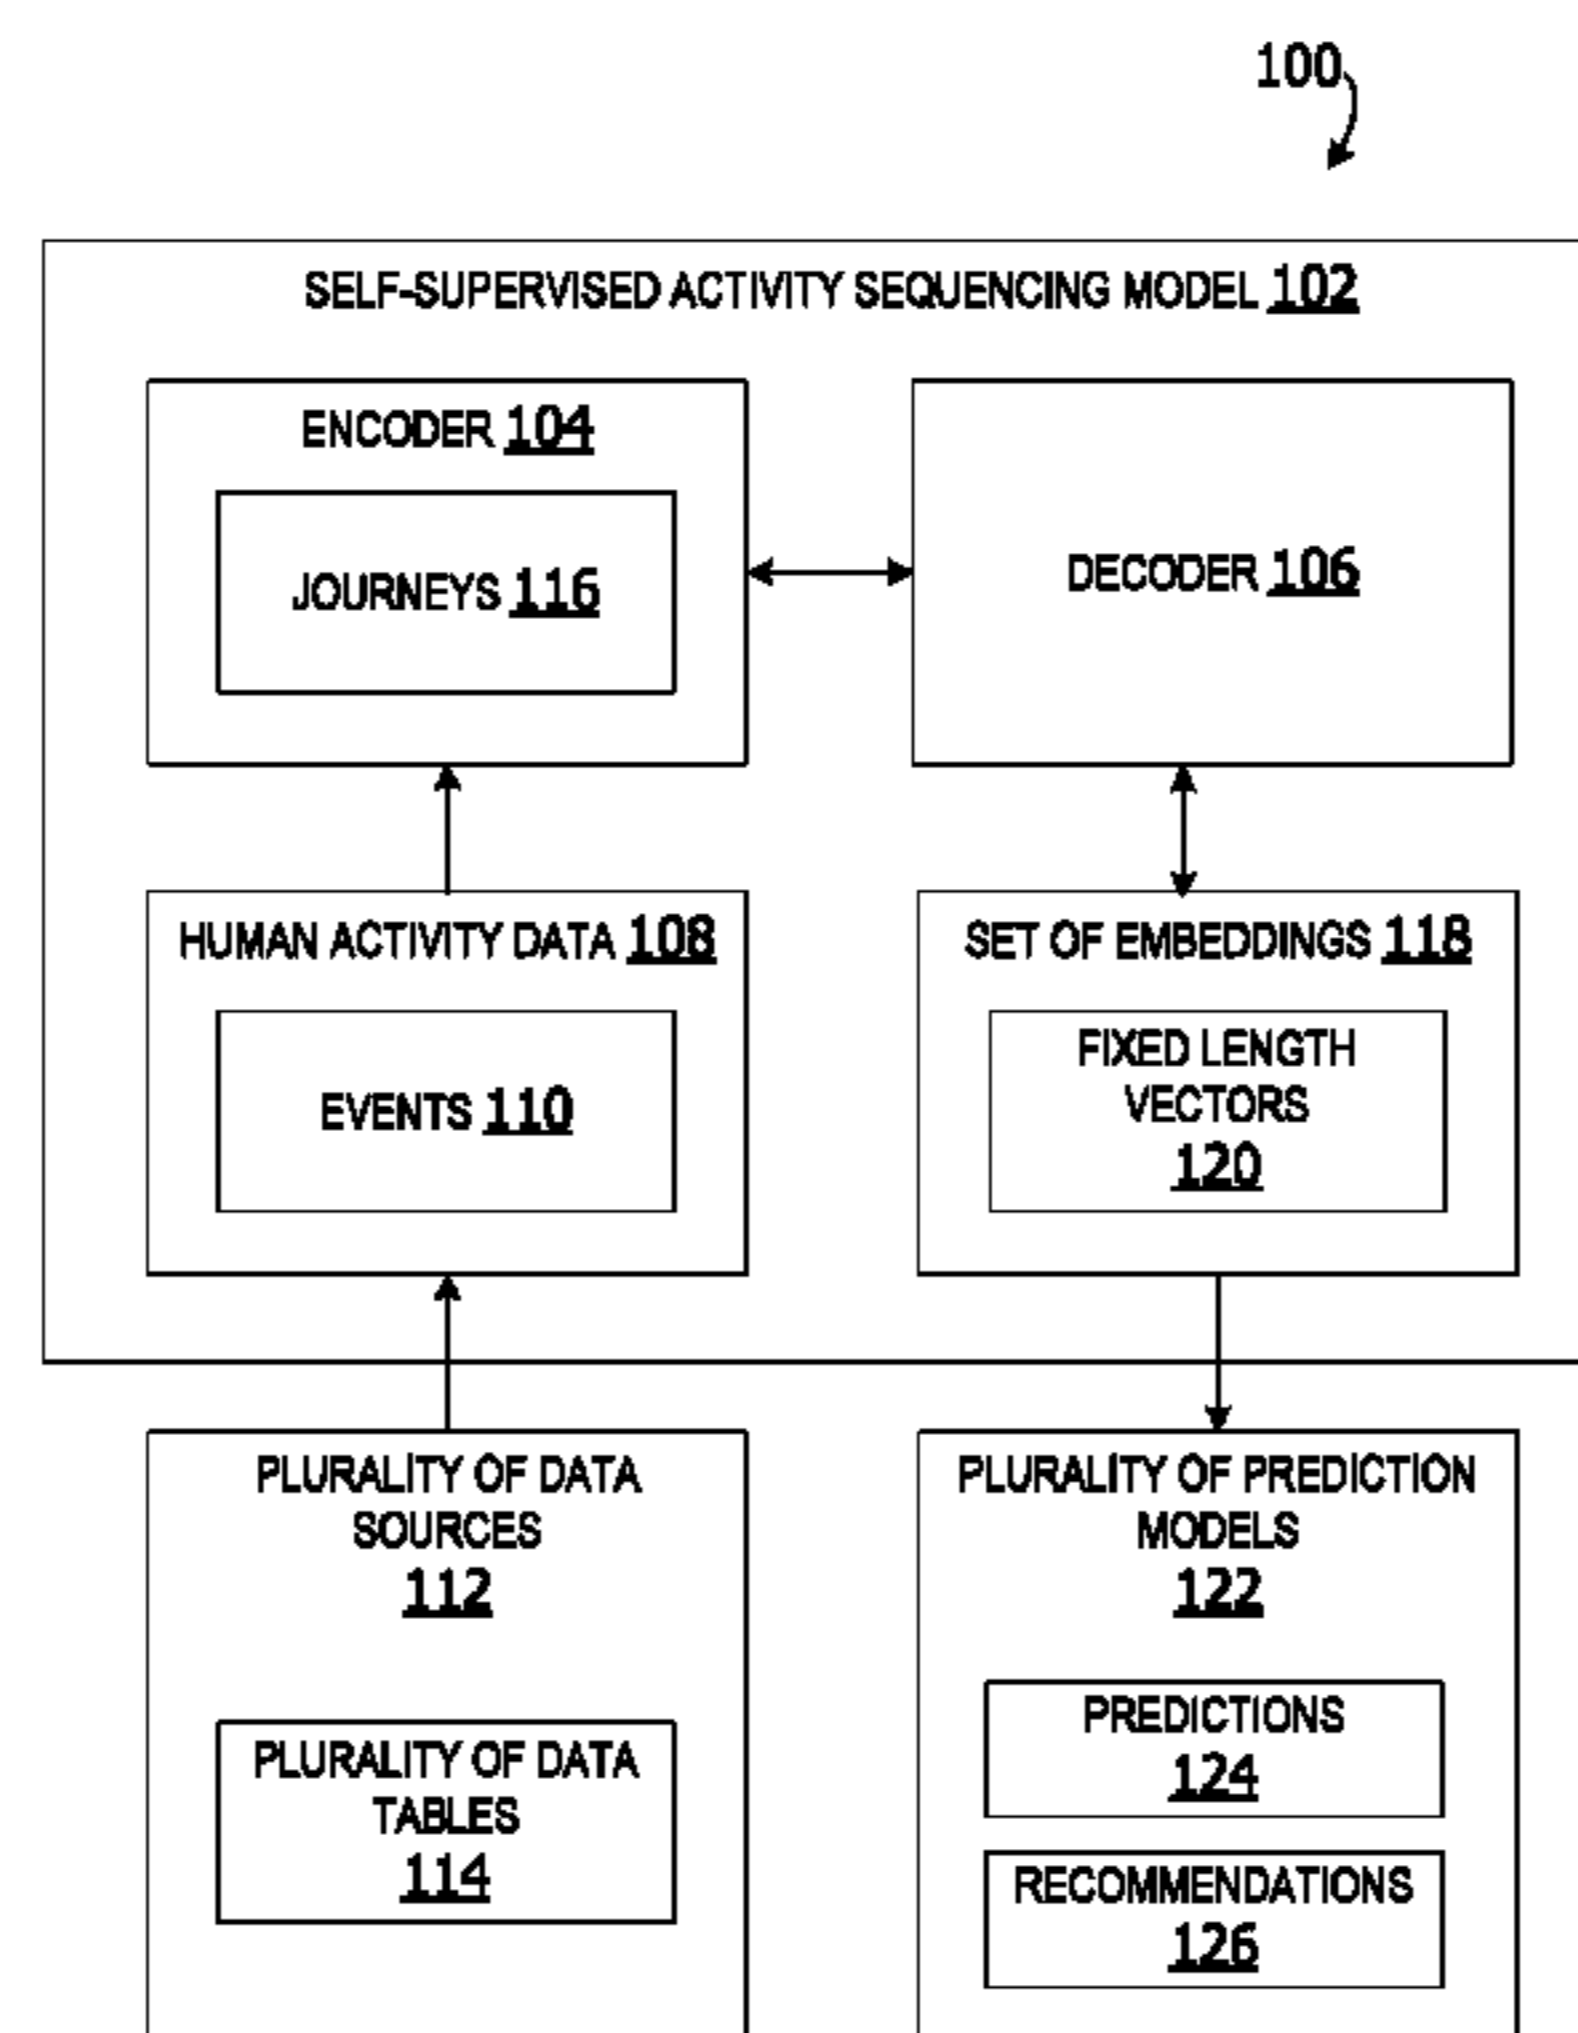 100
SELF-SUPERVISED ACTIVITY SEQUENCING MODEL 102
ENCODER 104
JOURNEYS 116
DECODER 106
HUMAN ACTIVITY DATA 108
EVENTS 110
SET OF EMBEDDINGS 118
FIXED LENGTH
VECTORS
120
PLURALITY OF DATA
SOURCES
112
PLURALITY OF DATA
TABLES
114
PLURALITY OF PREDICTION
MODELS
122
PREDICTIONS
124
RECOMMENDATIONS
126